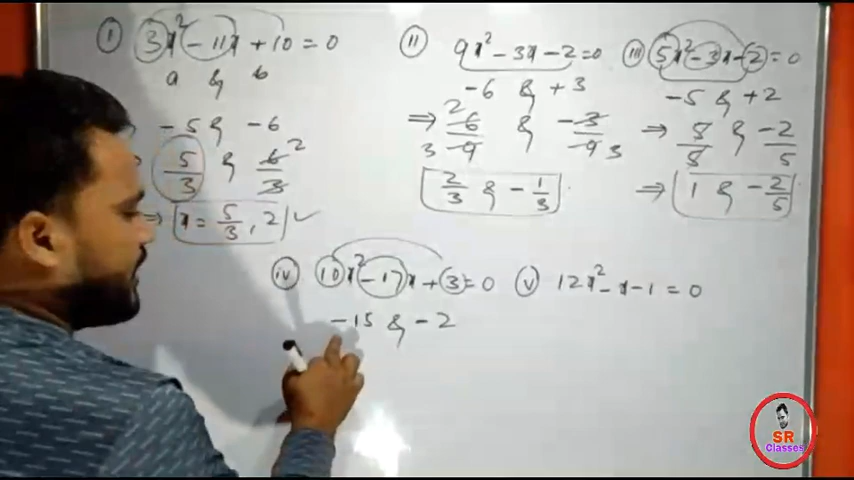 i 3x² - 11x + 10 = 0
a & b
-5 & -6
5/3 & 6/3 2
⇒ x = 5/3, 2 ✓
ii 9x² - 3x - 2 = 0
-6 & +3
⇒ 2 -6/-9 3 & -3/-9 3
2/3 & -1/3
iii 5x² - 3x - 2 = 0
-5 & +2
⇒ 5/5 & -2/5
⇒ 1 & -2/5
iv 10x² - 17x + 3 = 0
-15 & -2
v 12x² - x - 1 = 0
SR
Classes